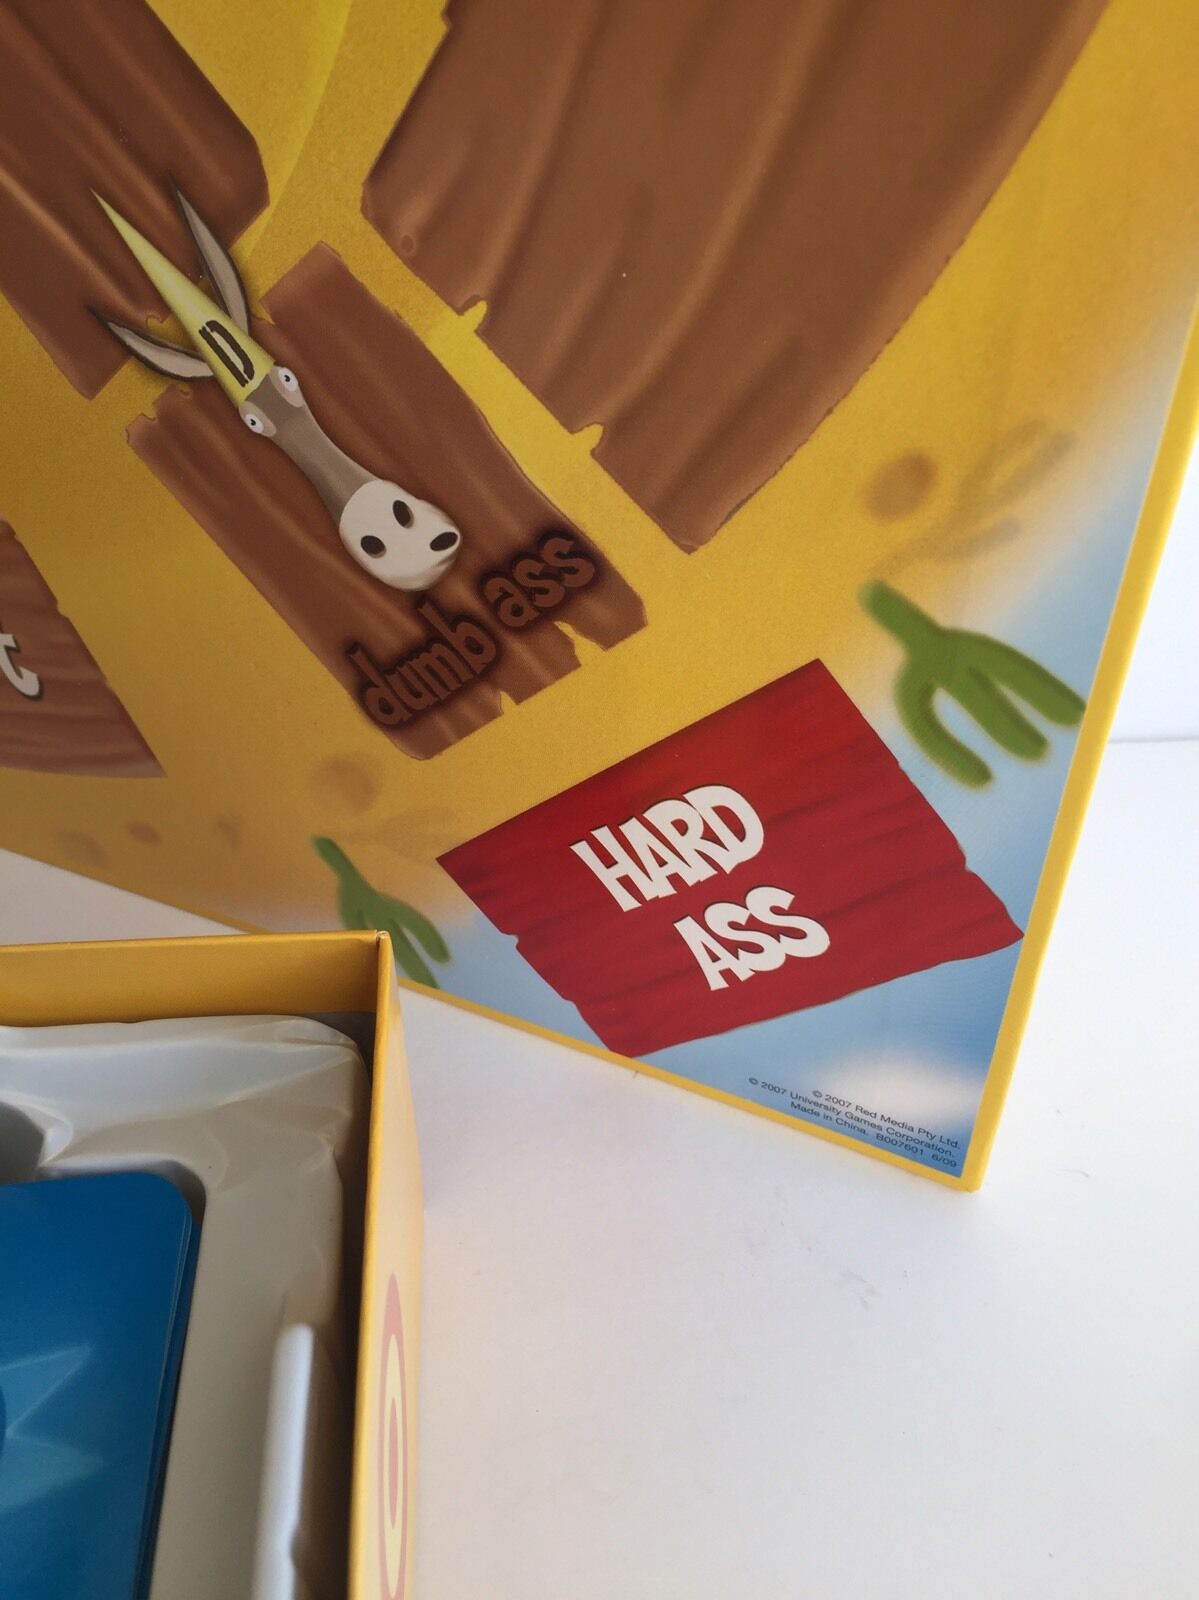 D
dumb ass
t
HARD
ASS
© 2007 Red Media Pty Ltd.
© 2007 University Games Corporation.
Made in China. B007601 6/09